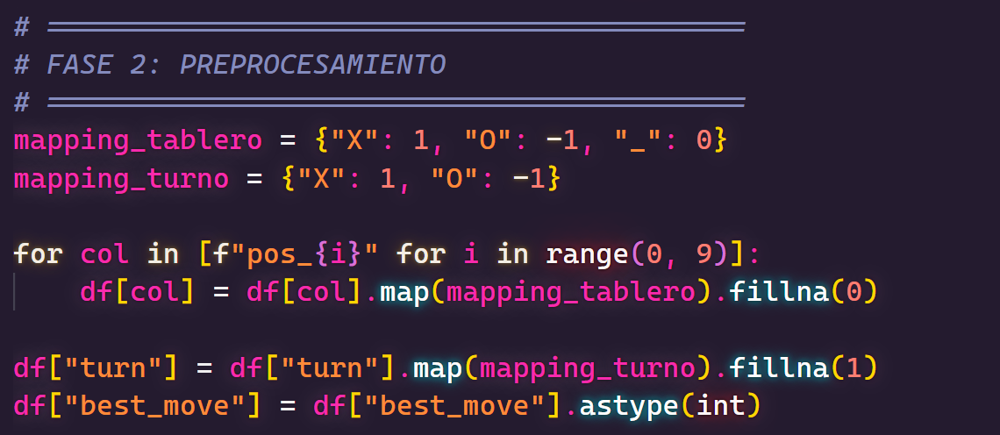 # ==========================================
# FASE 2: PREPROCESAMIENTO
# ==========================================
mapping_tablero = {"X": 1, "O": -1, "_": 0}
mapping_turno = {"X": 1, "O": -1}

for col in [f"pos_{i}" for i in range(0, 9)]:
    df[col] = df[col].map(mapping_tablero).fillna(0)

df["turn"] = df["turn"].map(mapping_turno).fillna(1)
df["best_move"] = df["best_move"].astype(int)